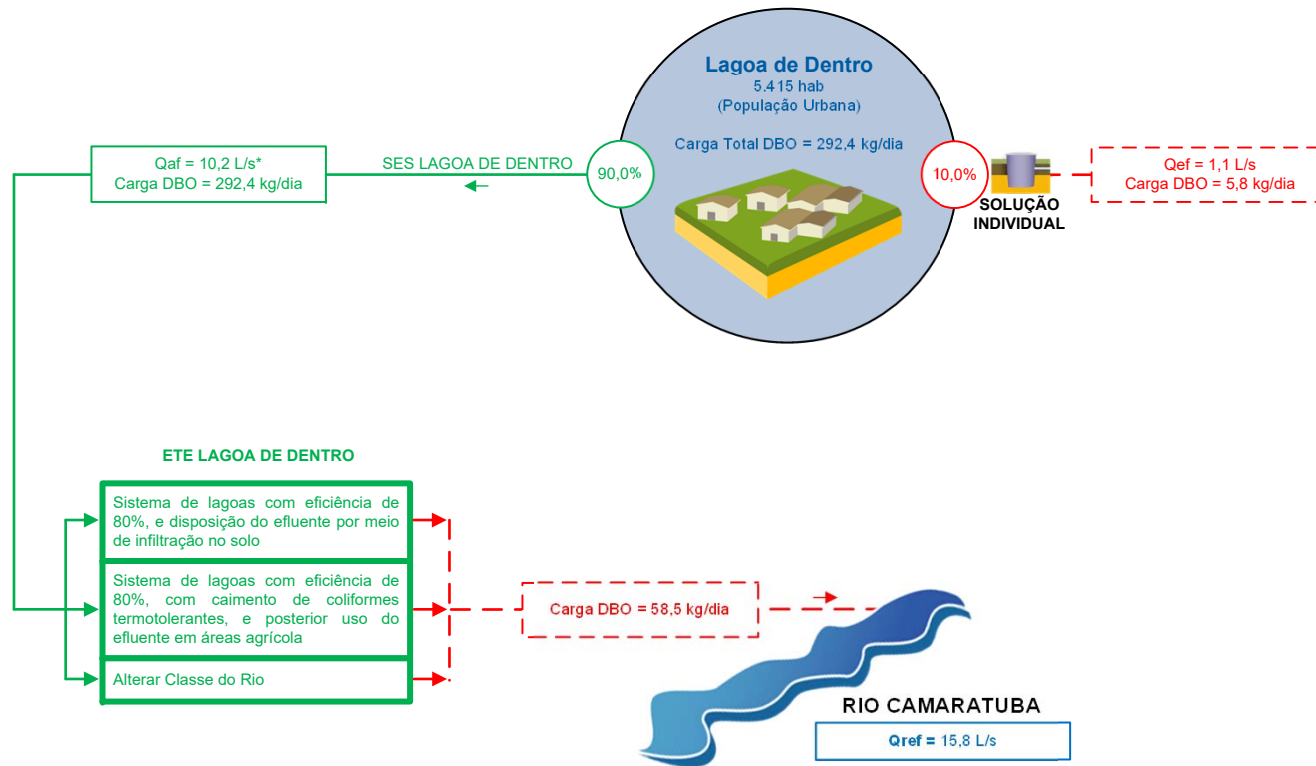 Lagoa de Dentro
5.415 hab
(População Urbana)
Carga Total DBO = 292,4 kg/dia
Qaf = 10,2 L/s*
Carga DBO = 292,4 kg/dia
SES LAGOA DE DENTRO
90,0%
10,0%
SOLUÇÃO
INDIVIDUAL
Qef = 1,1 L/s
Carga DBO = 5,8 kg/dia
ETE LAGOA DE DENTRO
Sistema de lagoas com eficiência de
80%, e disposição do efluente por meio
de infiltração no solo
Sistema de lagoas com eficiência de
80%, com caimento de coliformes
termotolerantes, e posterior uso do
efluente em áreas agrícola
Alterar Classe do Rio
Carga DBO = 58,5 kg/dia
RIO CAMARATUBA
Qref = 15,8 L/s